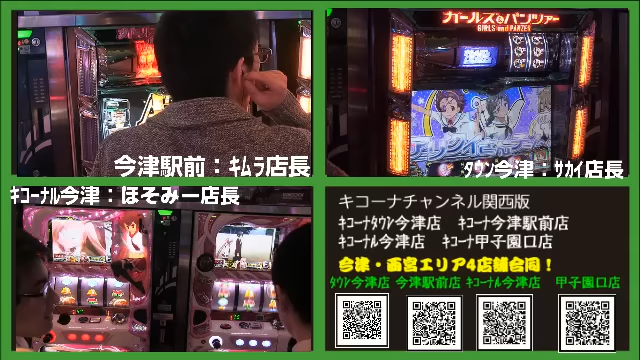 今津駅前：ｷﾑﾗ店長
ガールズ&パンツァー
GIRLS und PANZER
ﾀｳﾝ今津：ｻｶｲ店長
ｷｺｰﾅﾙ今津：ほそみー店長
キコーナチャンネル関西版
ｷｺｰﾅﾀｳﾝ今津店　ｷｺｰﾅ今津駅前店
ｷｺｰﾅﾙ今津店　ｷｺｰﾅ甲子園口店
今津・西宮エリア4店舗合同！
ﾀｳﾝ今津店 今津駅前店 ｷｺｰﾅﾙ今津店　甲子園口店